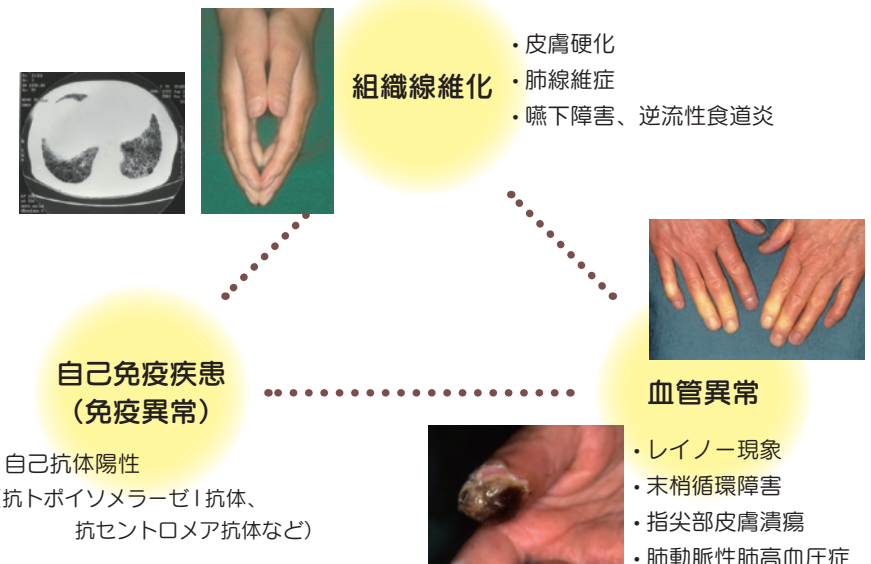 組織線維化
・皮膚硬化
・肺線維症
・嚥下障害、逆流性食道炎
自己免疫疾患
（免疫異常）
自己抗体陽性
（抗トポイソメラーゼⅠ抗体、
抗セントロメア抗体など）
血管異常
・レイノー現象
・末梢循環障害
・指尖部皮膚潰瘍
・肺動脈性肺高血圧症